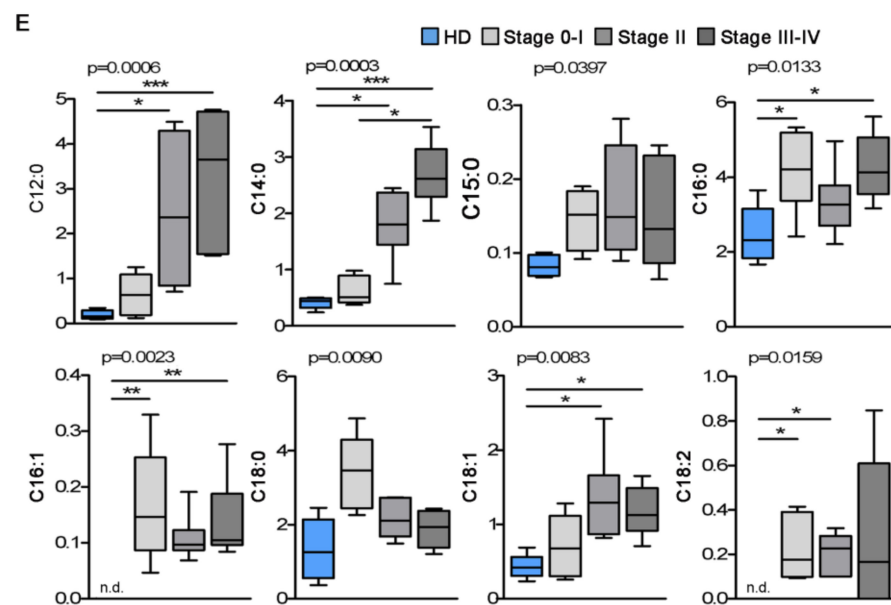 E
HD Stage 0-I Stage II Stage III-IV
p=0.0006
***
*
C12:0
5
4
3
2
1
0
p=0.0003
***
*
*
C14:0
4
3
2
1
0
p=0.0397
C15:0
0.3
0.2
0.1
0.0
p=0.0133
*
*
C16:0
6
4
2
0
p=0.0023
**
**
C16:1
0.4
0.3
0.2
0.1
0.0
n.d.
p=0.0090
C18:0
6
4
2
0
p=0.0083
*
*
C18:1
3
2
1
0
p=0.0159
*
*
C18:2
1.0
0.8
0.6
0.4
0.2
0.0
n.d.